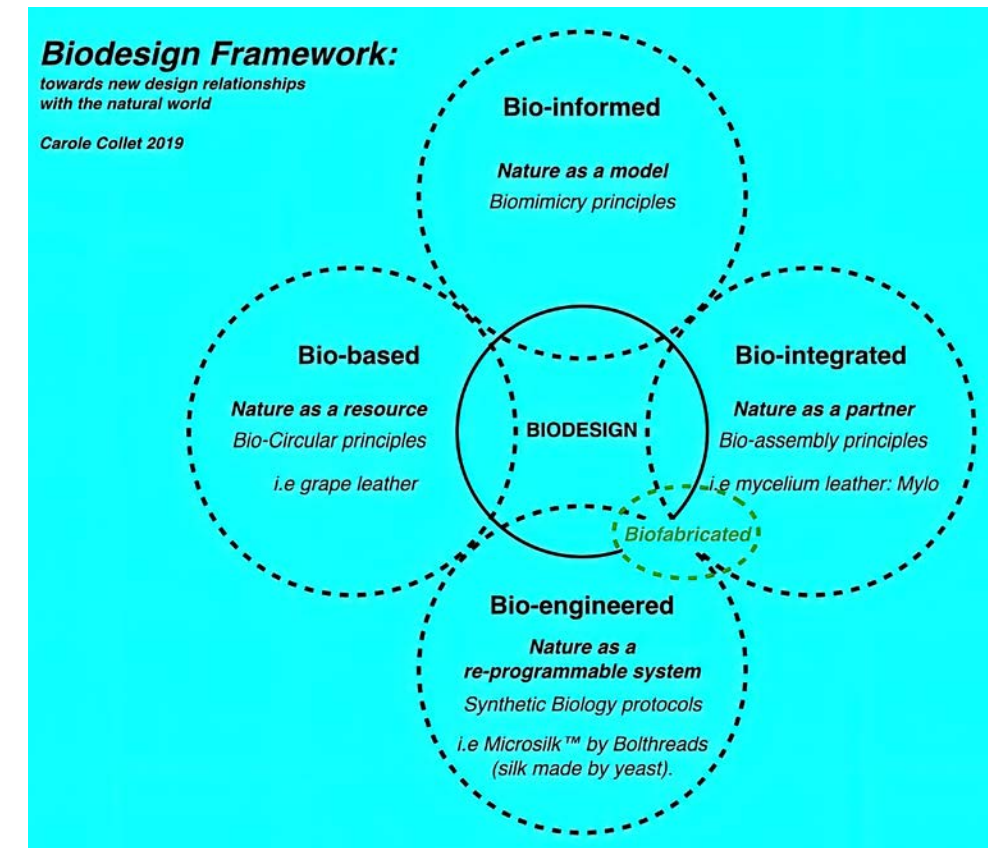 Biodesign Framework:
towards new design relationships
with the natural world
Carole Collet 2019
Bio-informed
Nature as a model
Biomimicry principles
Bio-based
Nature as a resource
Bio-Circular principles
i.e grape leather
BIODESIGN
Bio-integrated
Nature as a partner
Bio-assembly principles
i.e mycelium leather: Mylo
Biofabricated
Bio-engineered
Nature as a
re-programmable system
Synthetic Biology protocols
i.e Microsilk™ by Bolthreads
(silk made by yeast).